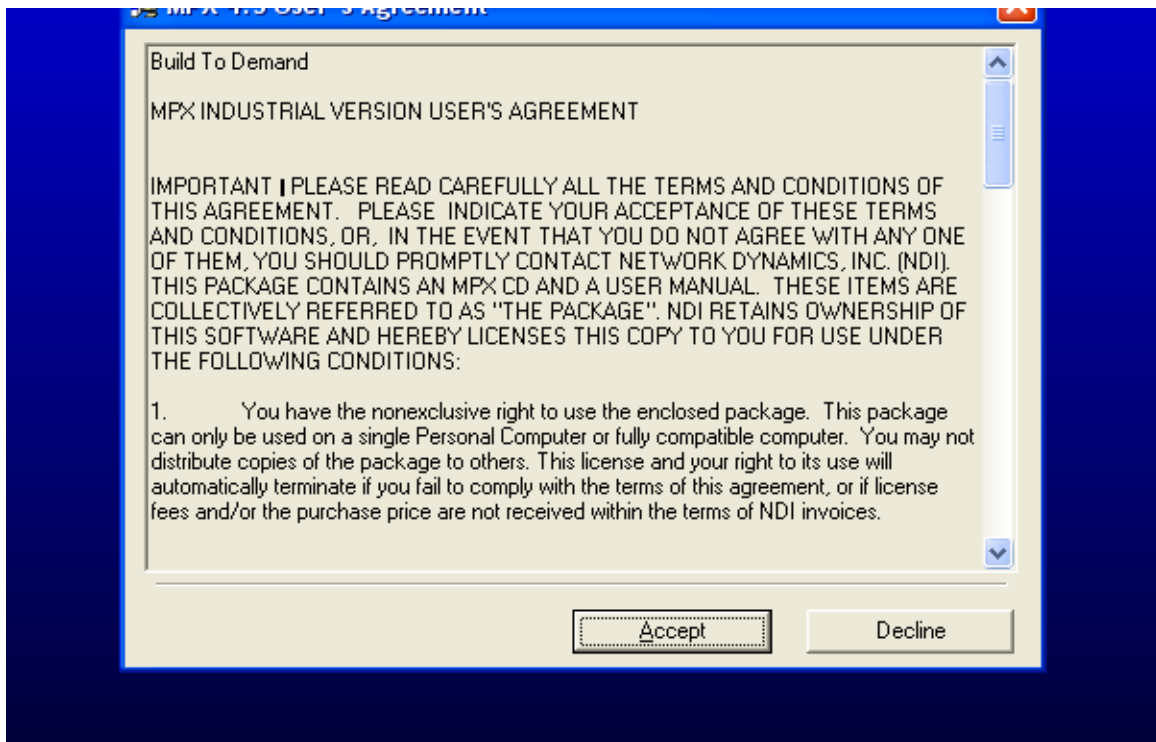 MPX 4.5 User's Agreement
Build To Demand
MPX INDUSTRIAL VERSION USER'S AGREEMENT
IMPORTANT | PLEASE READ CAREFULLY ALL THE TERMS AND CONDITIONS OF
THIS AGREEMENT. PLEASE INDICATE YOUR ACCEPTANCE OF THESE TERMS
AND CONDITIONS, OR, IN THE EVENT THAT YOU DO NOT AGREE WITH ANY ONE
OF THEM, YOU SHOULD PROMPTLY CONTACT NETWORK DYNAMICS, INC. (NDI).
THIS PACKAGE CONTAINS AN MPX CD AND A USER MANUAL. THESE ITEMS ARE
COLLECTIVELY REFERRED TO AS "THE PACKAGE". NDI RETAINS OWNERSHIP OF
THIS SOFTWARE AND HEREBY LICENSES THIS COPY TO YOU FOR USE UNDER
THE FOLLOWING CONDITIONS:
1. You have the nonexclusive right to use the enclosed package. This package
can only be used on a single Personal Computer or fully compatible computer. You may not
distribute copies of the package to others. This license and your right to its use will
automatically terminate if you fail to comply with the terms of this agreement, or if license
fees and/or the purchase price are not received within the terms of NDI invoices.
Accept
Decline